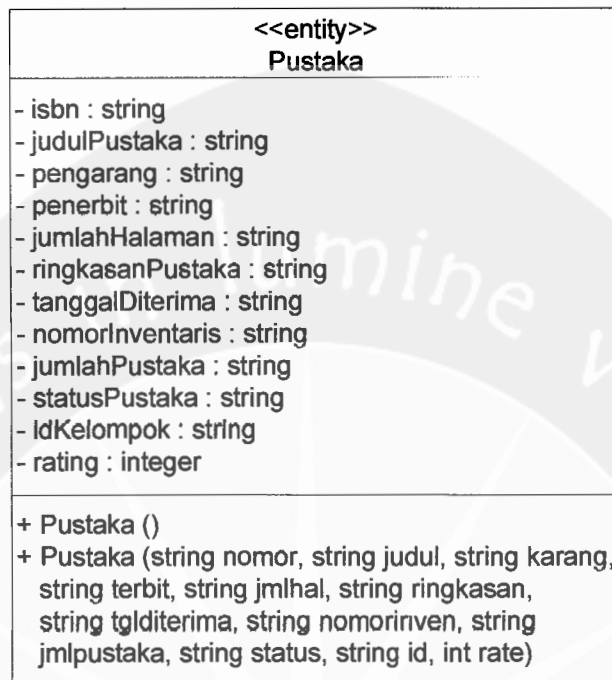 <<entity>>
Pustaka
- isbn : string
- judulPustaka : string
- pengarang : string
- penerbit : string
- jumlahHalaman : string
- ringkasanPustaka : string
- tanggalDiterima : string
- nomorInventaris : string
- jumlahPustaka : string
- statusPustaka : string
- idKelompok : string
- rating : integer
+ Pustaka ()
+ Pustaka (string nomor, string judul, string karang,
string terbit, string jmlhal, string ringkasan,
string tglditerima, string nomorinven, string
jmlpustaka, string status, string id, int rate)
in lumine